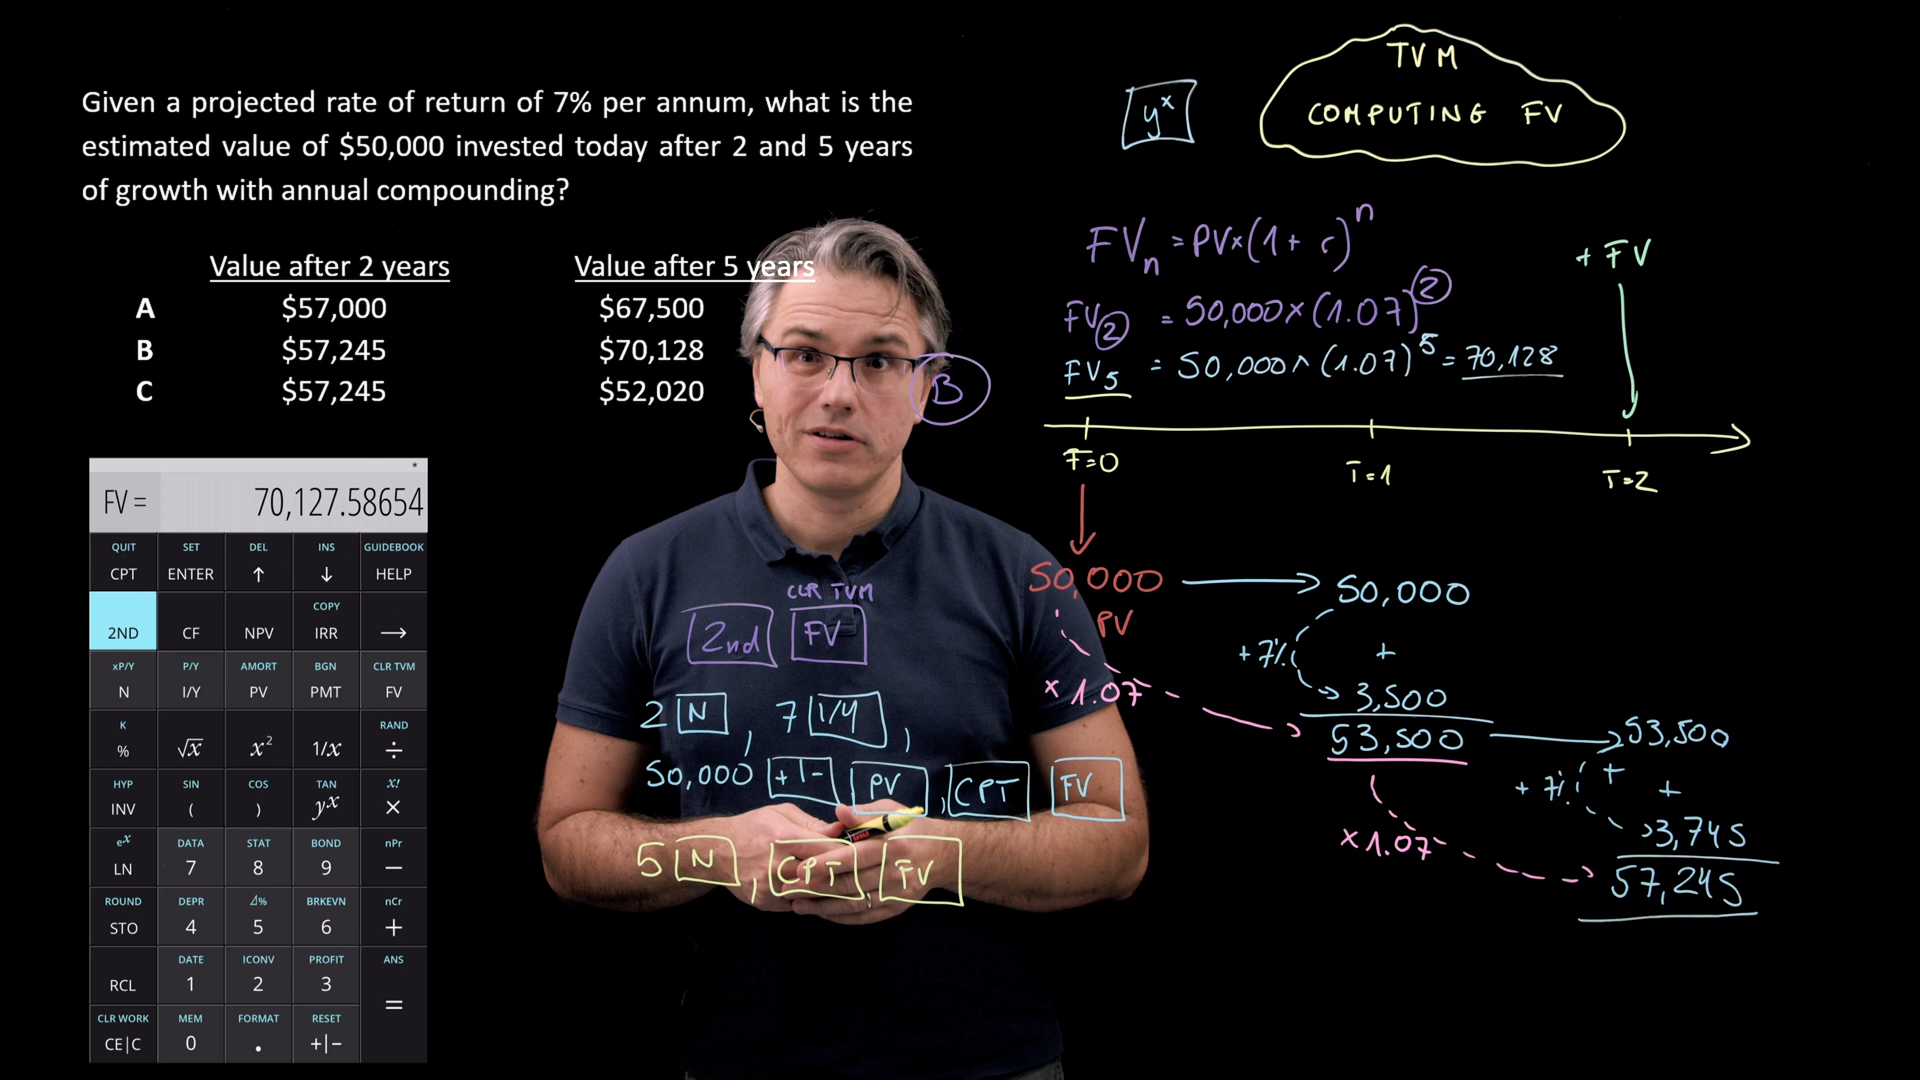 Given a projected rate of return of 7% per annum, what is the
estimated value of $50,000 invested today after 2 and 5 years
of growth with annual compounding?
Value after 2 years Value after 5 years
A $57,000 $67,500
B $57,245 $70,128
C $57,245 $52,020
B
FV = 70,127.58654
QUIT SET DEL INS GUIDEBOOK
CPT ENTER ↑ ↓ HELP
COPY
2ND CF NPV IRR →
xP/Y P/Y AMORT BGN CLR TVM
N I/Y PV PMT FV
K RAND
% √x x² 1/x ÷
HYP SIN COS TAN x!
INV ( ) yˣ ×
eˣ DATA STAT BOND nPr
LN 7 8 9 −
ROUND DEPR Δ% BRKEVN nCr
STO 4 5 6 +
DATE ICONV PROFIT ANS
RCL 1 2 3 =
CLR WORK MEM FORMAT RESET
CE|C 0 . +|−
CLR TVM
2nd FV
2 N, 7 I/Y,
50,000 +|- PV, CPT FV
5 N, CPT, FV
yˣ
TVM
COMPUTING FV
FVₙ = PV×(1+r)ⁿ
FV₂ = 50,000×(1.07)²
FV₅ = 50,000×(1.07)⁵ = 70,128
+FV
T=0 T=1 T=2
50,000 → 50,000
PV
+7% +
×1.07 3,500
53,500 → 53,500
+
+7% +
×1.07 3,745
57,245